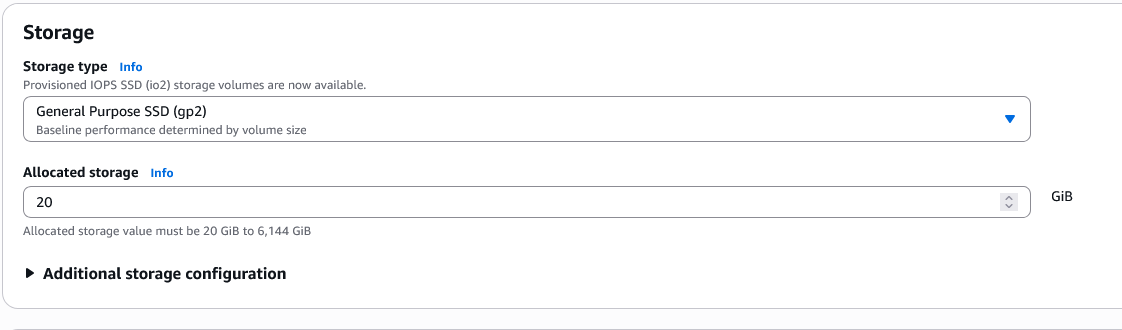 Storage
Storage type Info
Provisioned IOPS SSD (io2) storage volumes are now available.
General Purpose SSD (gp2)
Baseline performance determined by volume size
Allocated storage Info
20
GiB
Allocated storage value must be 20 GiB to 6,144 GiB
Additional storage configuration